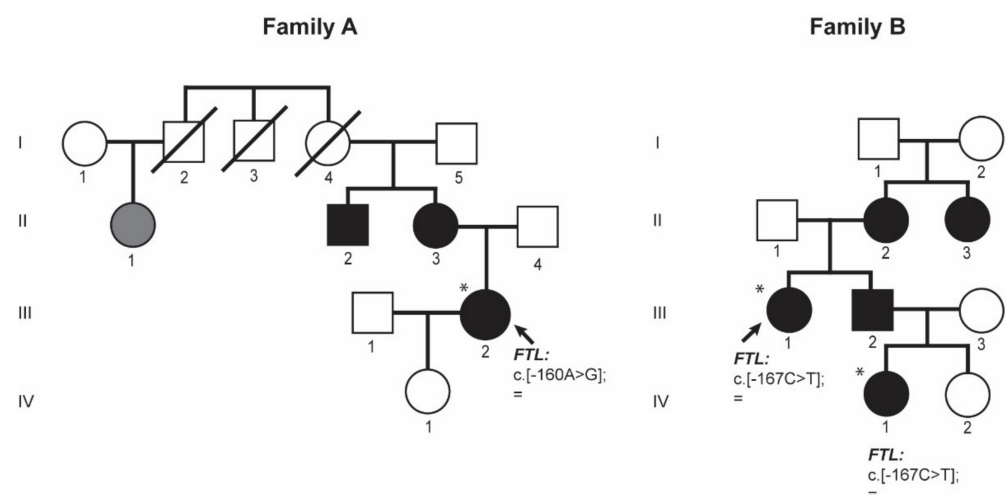 Family A
Family B
I
1
2
3
4
5
I
1
2
II
1
2
3
4
II
1
2
3
III
1
*
2
FTL:
c.[-160A>G];
=
III
*
1
FTL:
c.[-167C>T];
=
2
3
IV
1
IV
*
1
2
FTL:
c.[-167C>T];
=